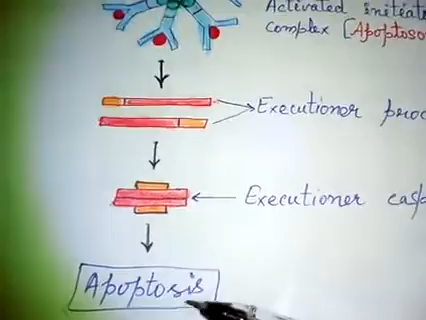 Activated initiat
complex [Apoptoso
Executioner proc
Executioner casp
Apoptosis